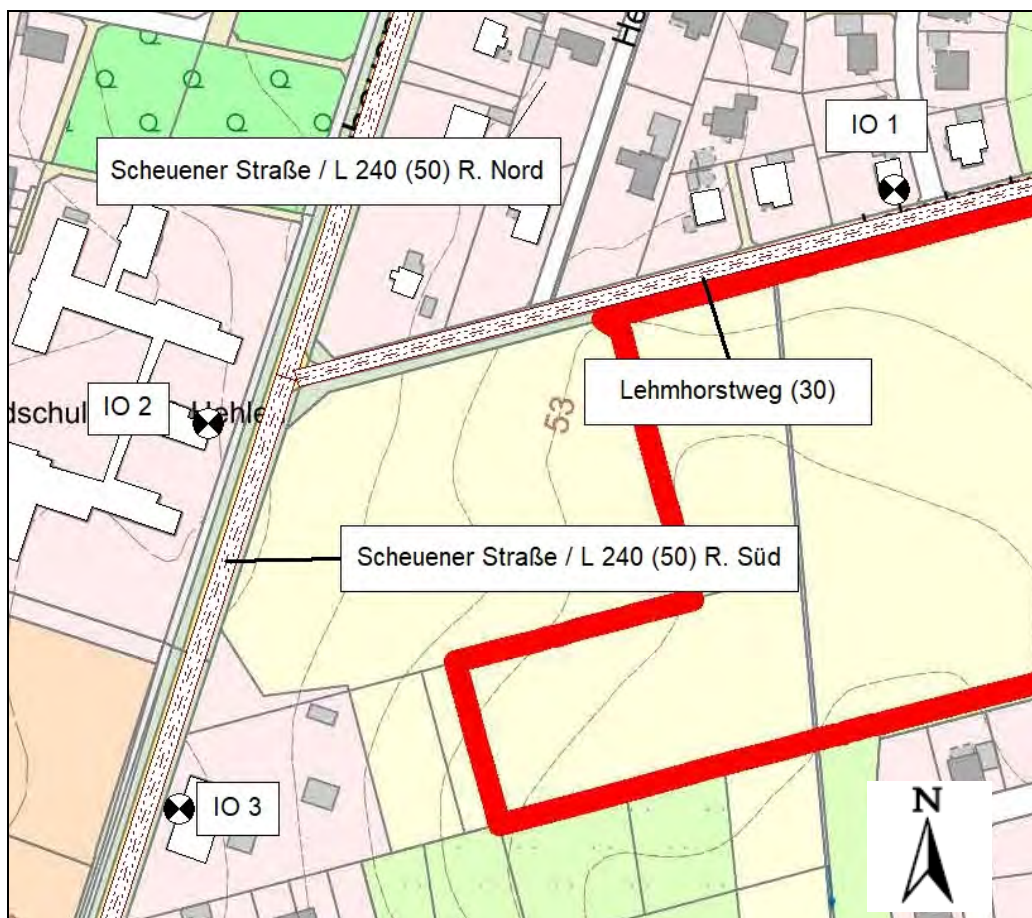 He
IO 1
Scheuener Straße / L 240 (50) R. Nord
Lehmhorstweg (30)
IO 2
53
Scheuener Straße / L 240 (50) R. Süd
IO 3
N